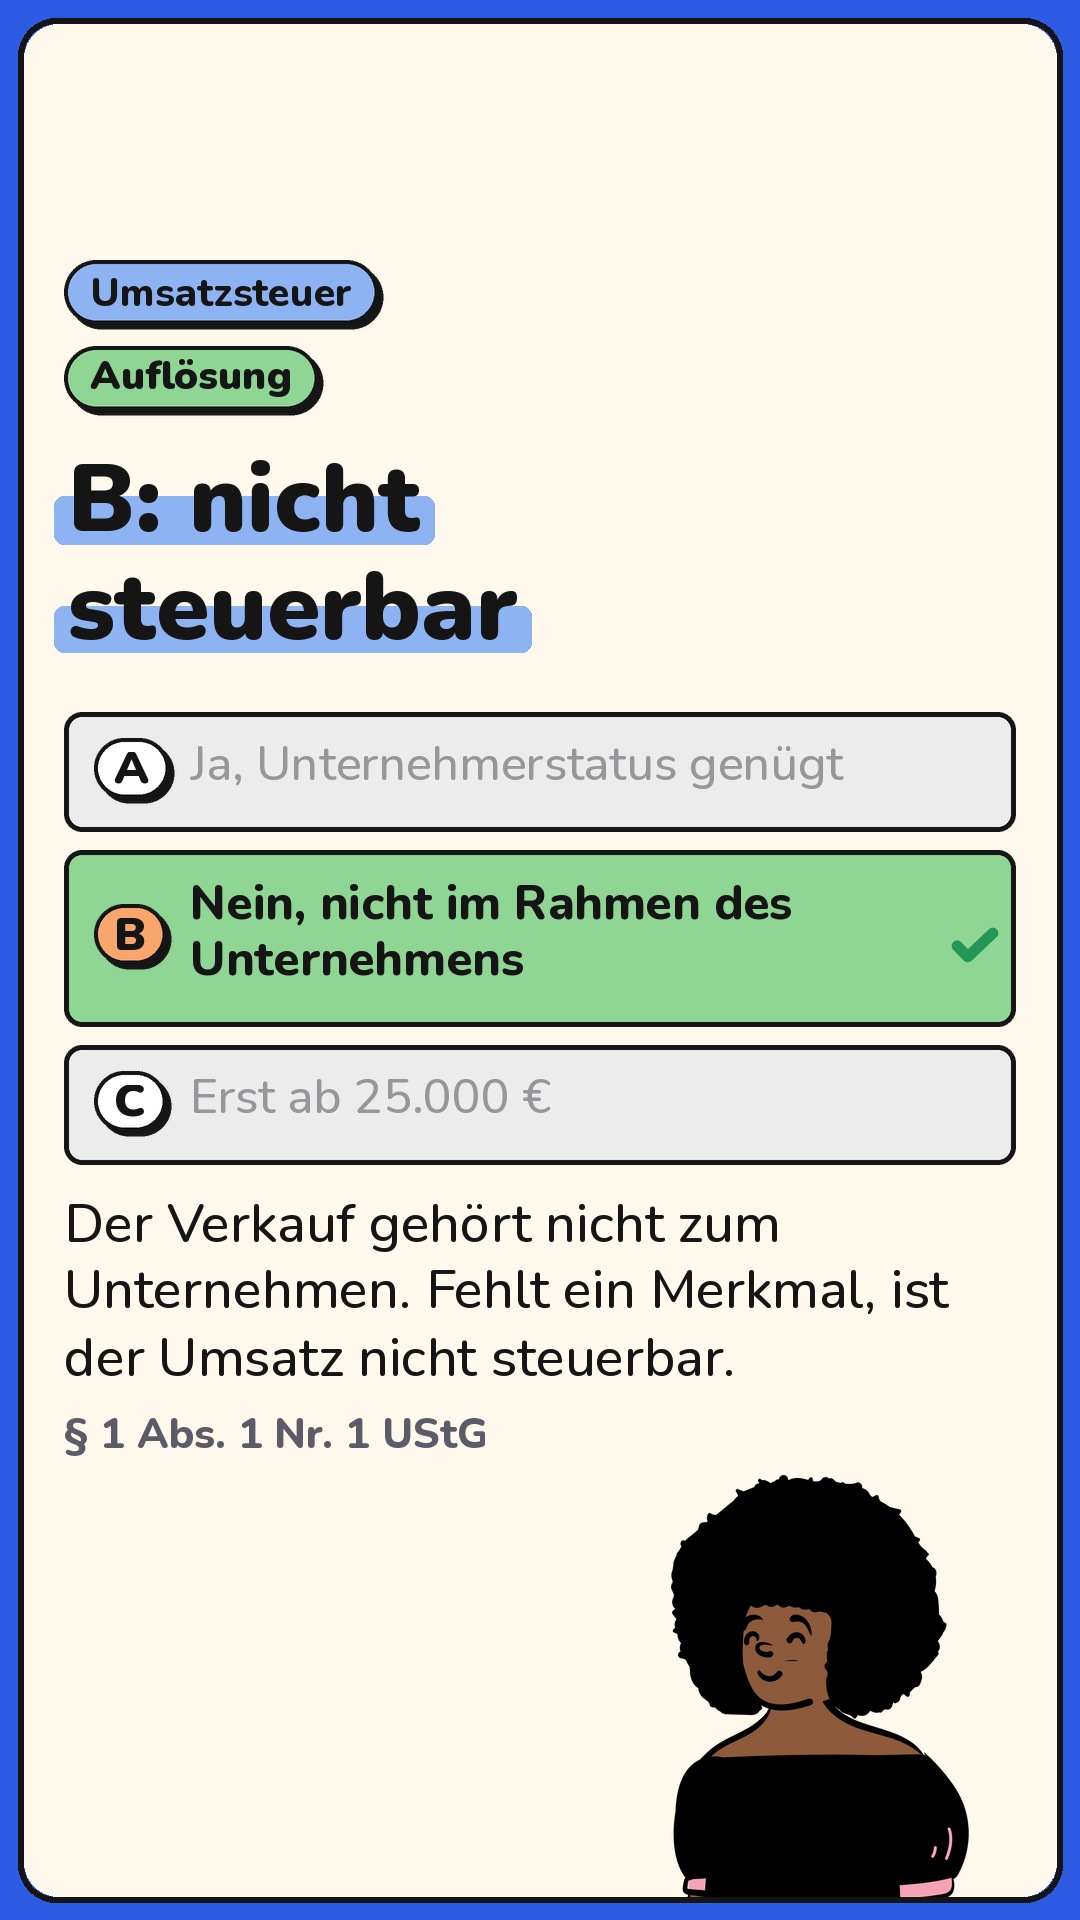 Umsatzsteuer
Auflösung
B: nicht
steuerbar
A Ja, Unternehmerstatus genügt
B Nein, nicht im Rahmen des
Unternehmens
C Erst ab 25.000 €
Der Verkauf gehört nicht zum
Unternehmen. Fehlt ein Merkmal, ist
der Umsatz nicht steuerbar.
§ 1 Abs. 1 Nr. 1 UStG